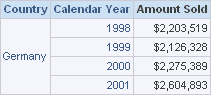 Country Calendar Year Amount Sold
Germany 1998 $2,203,519
1999 $2,126,328
2000 $2,275,389
2001 $2,604,893